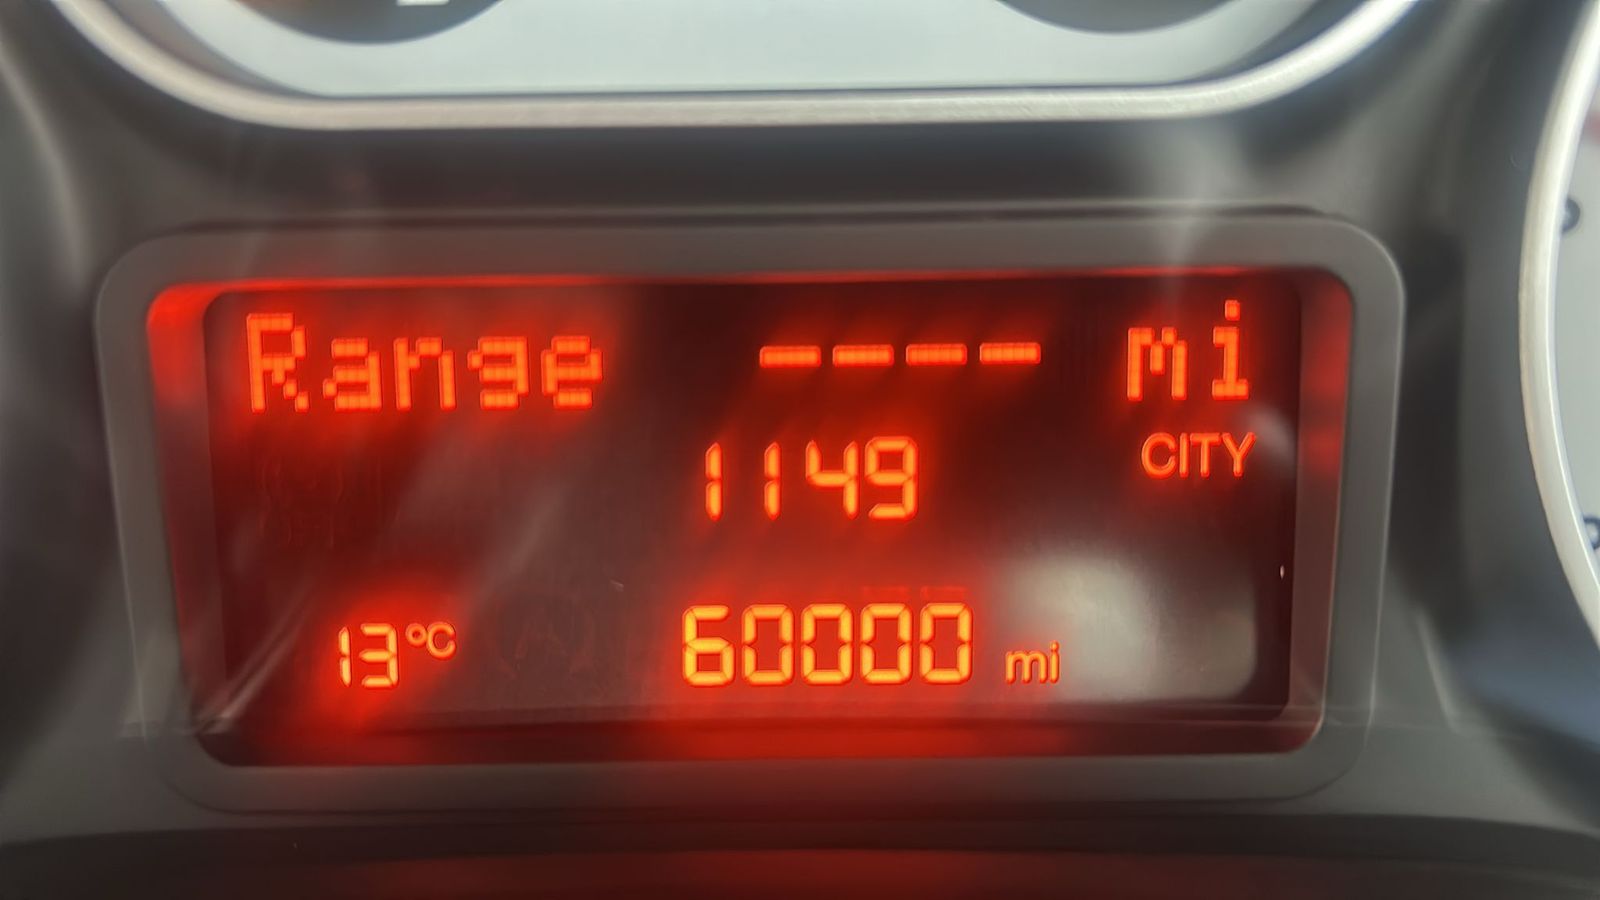 Range ---- mi
1149 CITY
13°C 60000 mi